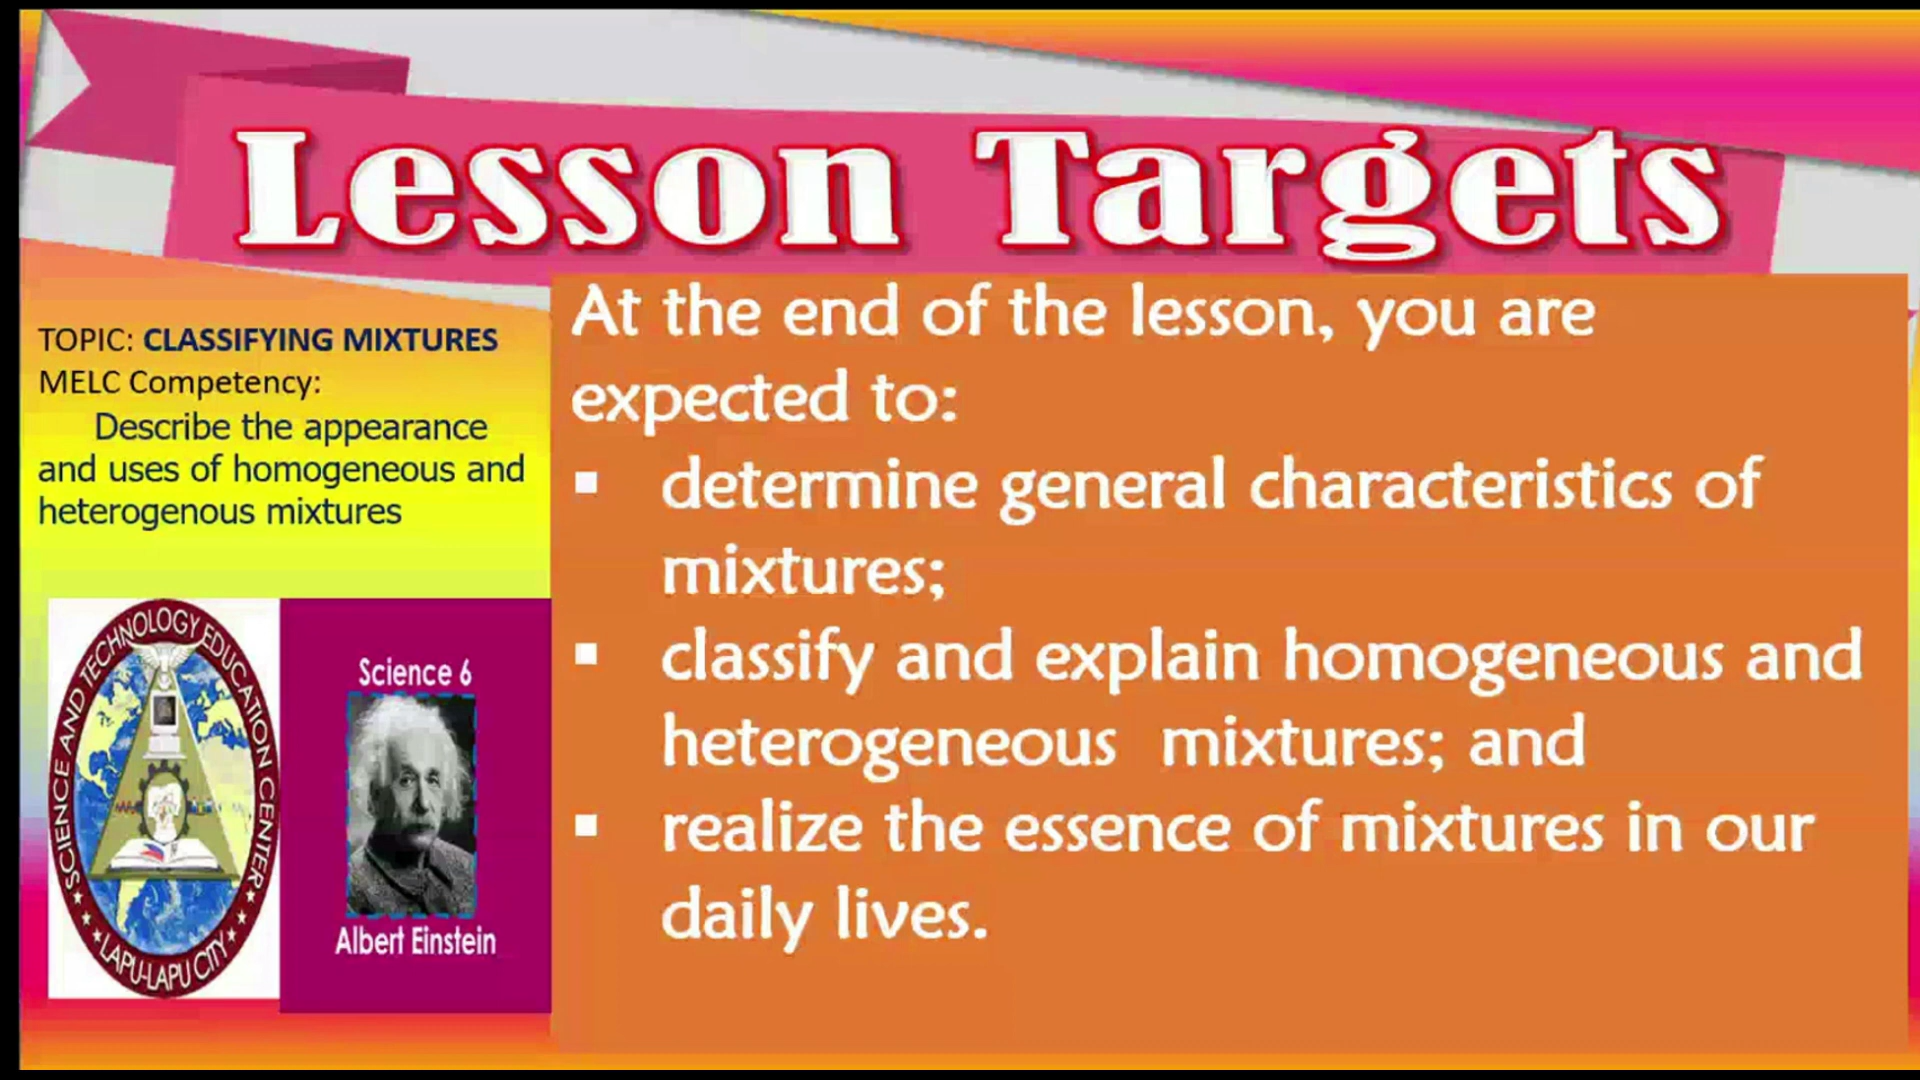 Lesson Targets
TOPIC: CLASSIFYING MIXTURES
MELC Competency:
Describe the appearance
and uses of homogeneous and
heterogenous mixtures
SCIENCE AND TECHNOLOGY EDUCATION CENTER
LAPU-LAPU CITY
Science 6
Albert Einstein
At the end of the lesson, you are
expected to:
▪ determine general characteristics of
mixtures;
▪ classify and explain homogeneous and
heterogeneous mixtures; and
▪ realize the essence of mixtures in our
daily lives.